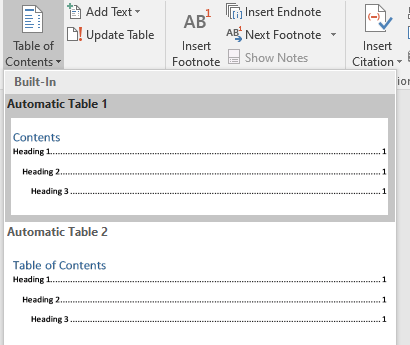 Table of
Contents
Add Text
Update Table
AB1
Insert
Footnote
Insert Endnote
Next Footnote
Show Notes
Insert
Citation
Built-In
Automatic Table 1
Contents
Heading 1........................................................................................................ 1
Heading 2.................................................................................................... 1
Heading 3................................................................................................. 1
Automatic Table 2
Table of Contents
Heading 1........................................................................................................ 1
Heading 2.................................................................................................... 1
Heading 3................................................................................................. 1